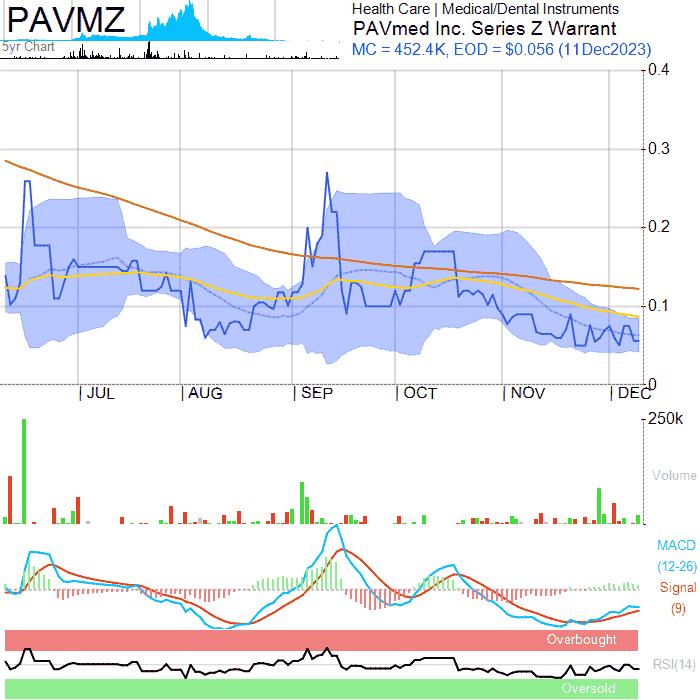 PAVMZ
5yr Chart
Health Care | Medical/Dental Instruments
PAVmed Inc. Series Z Warrant
MC = 452.4K, EOD = $0.056 (11Dec2023)
0.4
0.3
0.2
0.1
0
| JUL
| AUG
| SEP
| OCT
| NOV
| DEC
250k
Volume
MACD
(12-26)
Signal
(9)
Overbought
RSI(14)
Oversold